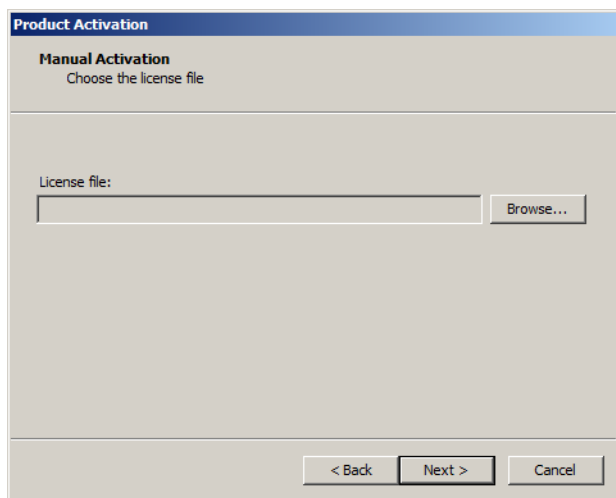 Product Activation
Manual Activation
Choose the license file
License file:
Browse...
< Back
Next >
Cancel